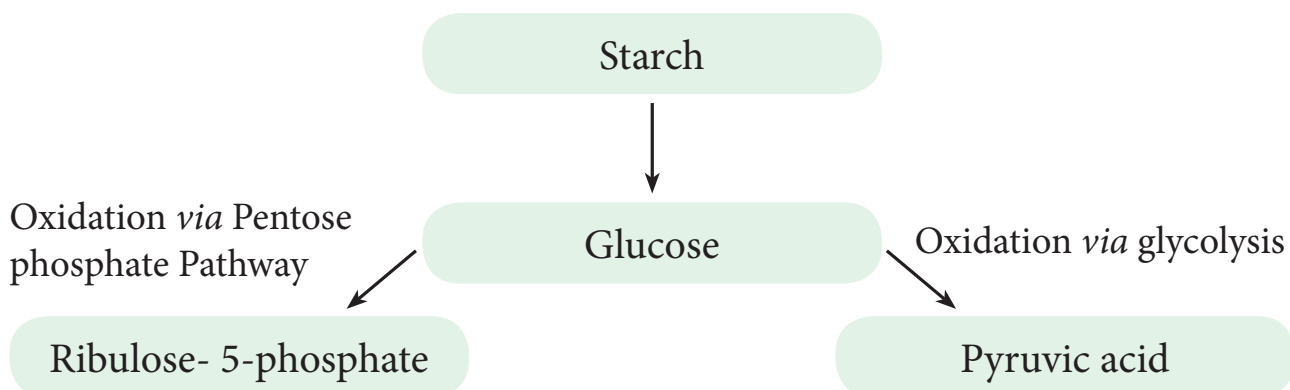 Starch
Oxidation via Pentose
phosphate Pathway
Glucose
Oxidation via glycolysis
Ribulose- 5-phosphate
Pyruvic acid